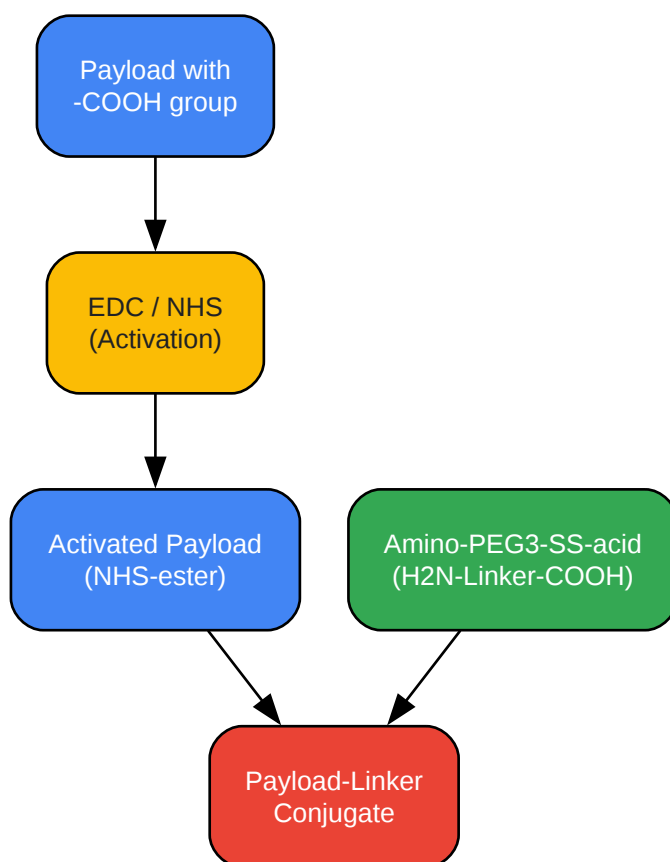 Payload with
-COOH group
EDC / NHS
(Activation)
Activated Payload
(NHS-ester)
Amino-PEG3-SS-acid
(H2N-Linker-COOH)
Payload-Linker
Conjugate